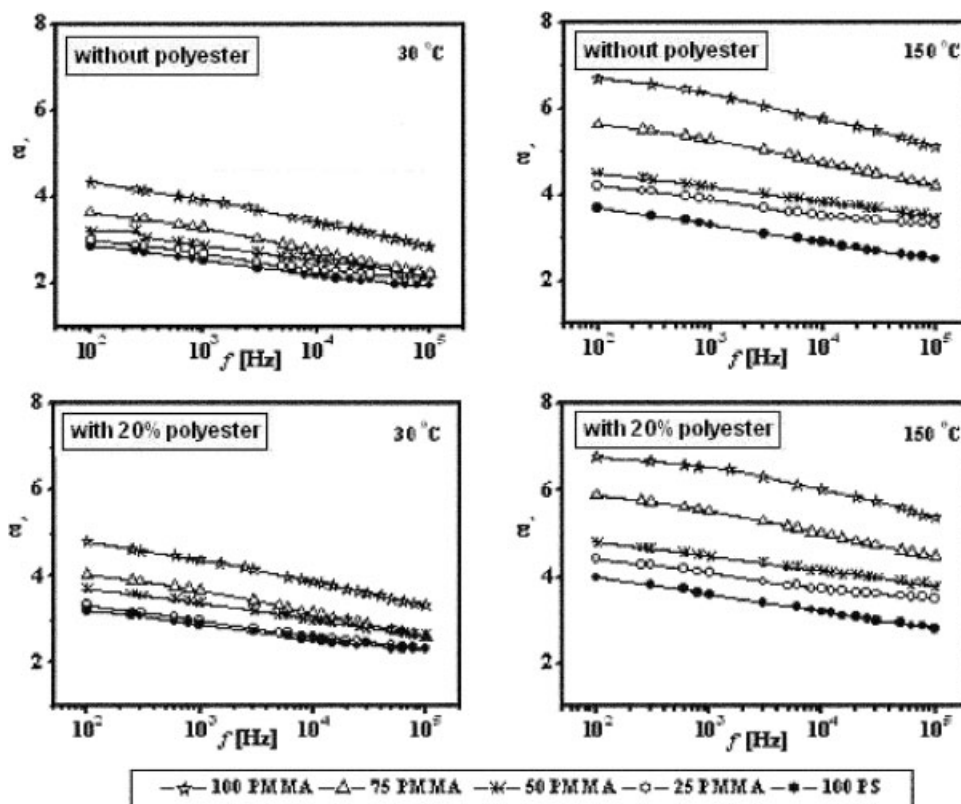 without polyester 30 °C
8
6
4
2
ε'
10² 10³ 10⁴ 10⁵
f [Hz]
without polyester 150 °C
8
6
4
2
ε'
10² 10³ 10⁴ 10⁵
f [Hz]
with 20% polyester 30 °C
8
6
4
2
ε'
10² 10³ 10⁴ 10⁵
f [Hz]
with 20% polyester 150 °C
8
6
4
2
ε'
10² 10³ 10⁴ 10⁵
f [Hz]
100 PMMA 75 PMMA 50 PMMA 25 PMMA 100 PS